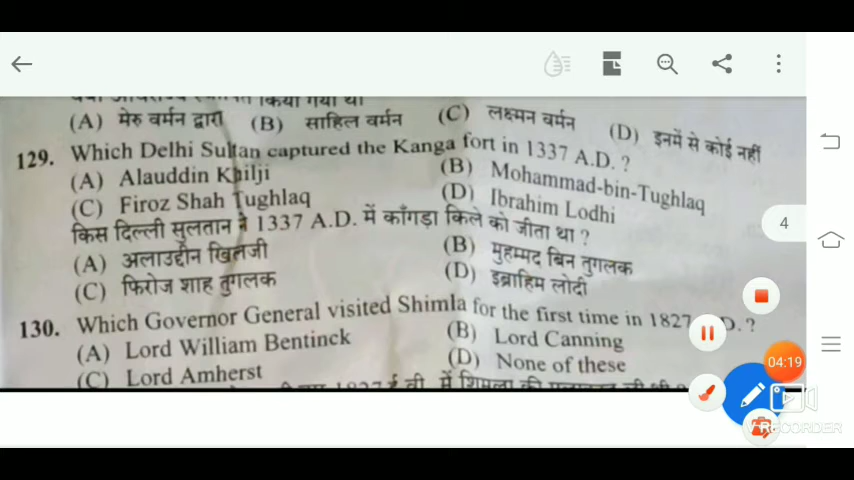 (A) मेरु वर्मन द्वारा (B) साहिल वर्मन (C) लक्ष्मन वर्मन (D) इनमें से कोई नहीं
129. Which Delhi Sultan captured the Kanga fort in 1337 A.D. ?
(A) Alauddin Khilji (B) Mohammad-bin-Tughlaq
(C) Firoz Shah Tughlaq (D) Ibrahim Lodhi
किस दिल्ली सुलतान ने 1337 A.D. में काँगड़ा किले को जीता था ?
(A) अलाउद्दीन खिलजी (B) मुहम्मद बिन तुगलक
(C) फिरोज शाह तुगलक (D) इब्राहिम लोदी
130. Which Governor General visited Shimla for the first time in 1827 D. ?
(A) Lord William Bentinck (B) Lord Canning
(C) Lord Amherst (D) None of these
4
04:19
RECORDER